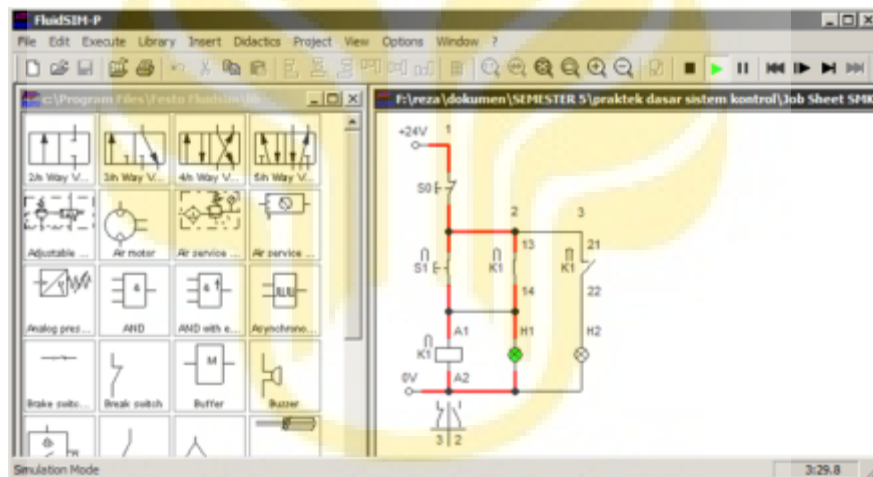 FluidSIM-P
File Edit Execute Library Insert Didactics Project View Options Window ?
c:\Program Files\Festo Fluidsim\lib
F:\reza\dokumen\SEMESTER 5\praktek dasar sistem kontrol\Job Sheet SMK
2/n Way V... 3/n Way V... 4/n Way V... 5/n Way V...
Adjustable ... Air motor Air service ... Air service ...
Analog pres... AND AND with e... Asynchrono...
Brake switc... Break switch Buffer Buzzer
+24V 1
S0
2 3
13 21
S1 K1 K1
14 22
A1 H1 H2
K1
0V A2
3 2
Simulation Mode 3:29.8